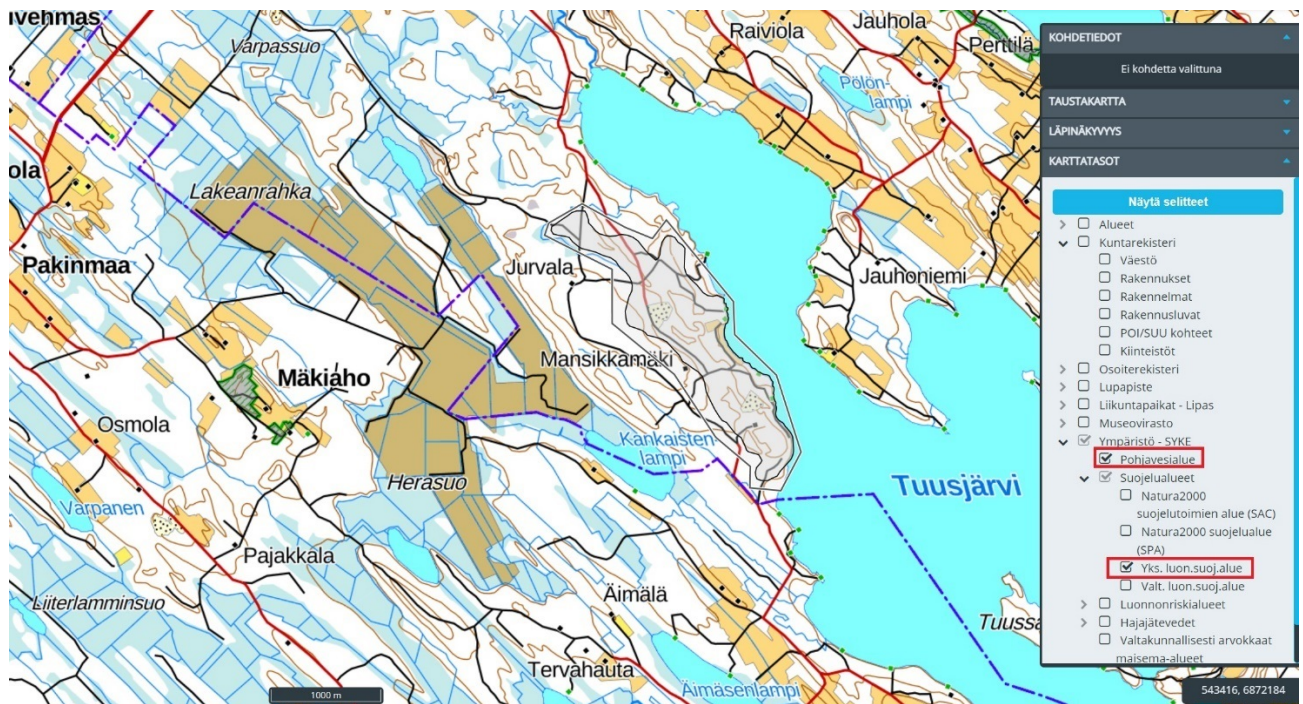 ivehmas
Varpassuo
Raiviola
Jauhola
Perttilä
Pölön-
lampi
ola
Lakeanrahka
Pakinmaa
Jurvala
Jauhoniemi
Mansikkamäki
Mäkiaho
Osmola
Kankaisten-
lampi
Herasuo
Tuusjärvi
Varpanen
Pajakkala
Äimälä
Liiterlamminsuo
Tuussa
Tervahauta
Äimäsenlampi
1000 m
KOHDETIEDOT
Ei kohdetta valittuna
TAUSTAKARTTA
LÄPINÄKYVYYS
KARTTATASOT
Näytä selitteet
Alueet
Kuntarekisteri
Väestö
Rakennukset
Rakennelmat
Rakennusluvat
POI/SUU kohteet
Kiinteistöt
Osoiterekisteri
Lupapiste
Liikuntapaikat - Lipas
Museovirasto
Ympäristö - SYKE
Pohjavesialue
Suojelualueet
Natura2000
suojelutoimien alue (SAC)
Natura2000 suojelualue
(SPA)
Yks. luon.suoj.alue
Valt. luon.suoj.alue
Luonnonriskialueet
Hajajätevedet
Valtakunnallisesti arvokkaat
maisema-alueet
543416, 6872184